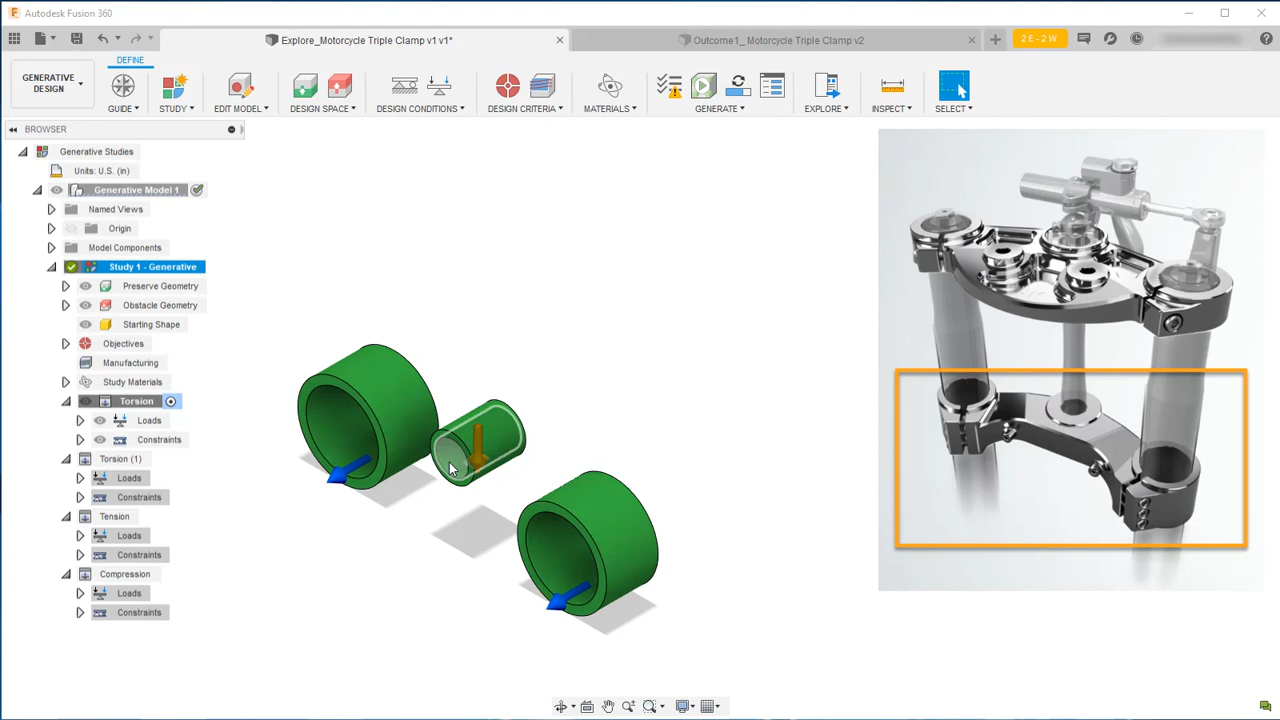 Autodesk Fusion 360
Explore_Motorcycle Triple Clamp v1 v1*
Outcome1_ Motorcycle Triple Clamp v2
2 E - 2 W
DEFINE
GENERATIVE DESIGN
GUIDE
STUDY
EDIT MODEL
DESIGN SPACE
DESIGN CONDITIONS
DESIGN CRITERIA
MATERIALS
GENERATE
EXPLORE
INSPECT
SELECT
BROWSER
Generative Studies
Units: U.S. (in)
Generative Model 1
Named Views
Origin
Model Components
Study 1 - Generative
Preserve Geometry
Obstacle Geometry
Starting Shape
Objectives
Manufacturing
Study Materials
Torsion
Loads
Constraints
Torsion (1)
Loads
Constraints
Tension
Loads
Constraints
Compression
Loads
Constraints